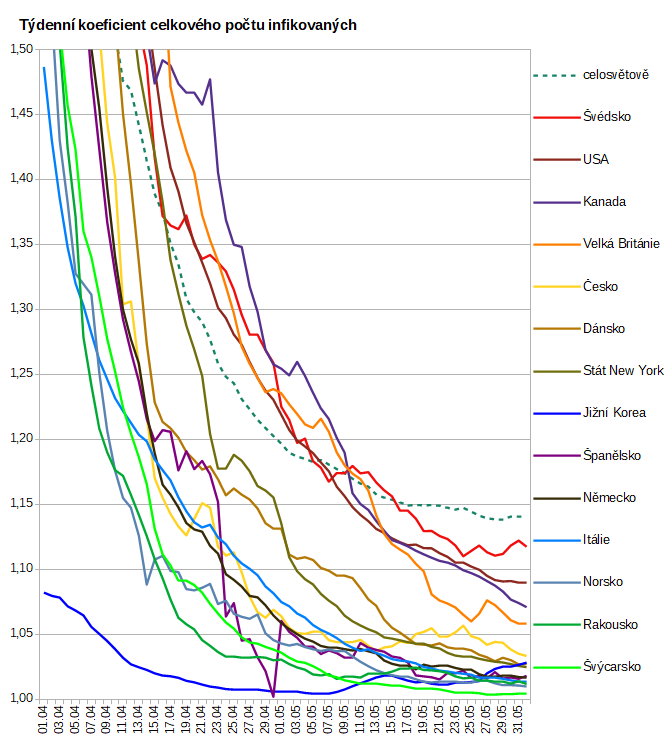 Týdenní koeficient celkového počtu infikovaných
1,50
1,45
1,40
1,35
1,30
1,25
1,20
1,15
1,10
1,05
1,00
01.04
03.04
05.04
07.04
09.04
11.04
13.04
15.04
17.04
19.04
21.04
23.04
25.04
27.04
29.04
01.05
03.05
05.05
07.05
09.05
11.05
13.05
15.05
17.05
19.05
21.05
23.05
25.05
27.05
29.05
31.05
celosvětově
Švédsko
USA
Kanada
Velká Británie
Česko
Dánsko
Stát New York
Jižní Korea
Španělsko
Německo
Itálie
Norsko
Rakousko
Švýcarsko